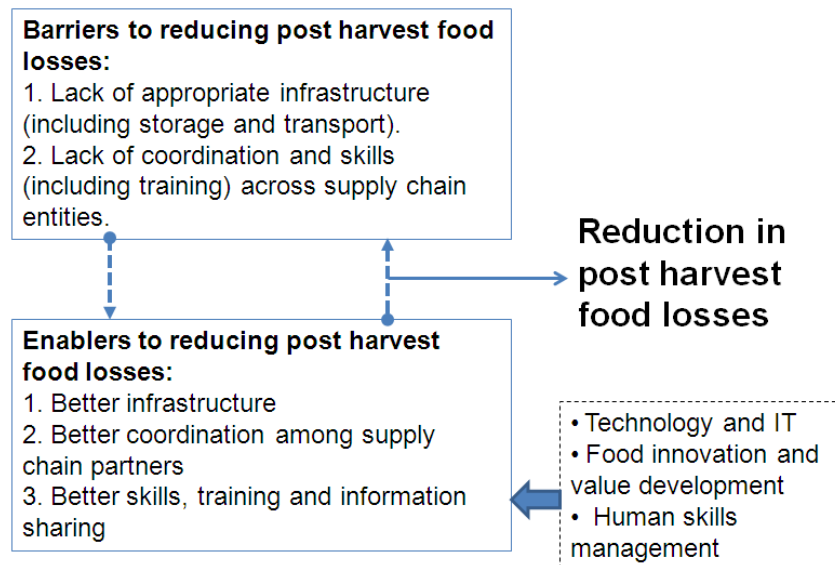 Barriers to reducing post harvest food
losses:
1. Lack of appropriate infrastructure
(including storage and transport).
2. Lack of coordination and skills
(including training) across supply chain
entities.
Reduction in
post harvest
food losses
Enablers to reducing post harvest
food losses:
1. Better infrastructure
2. Better coordination among supply
chain partners
3. Better skills, training and information
sharing
• Technology and IT
• Food innovation and
value development
• Human skills
management